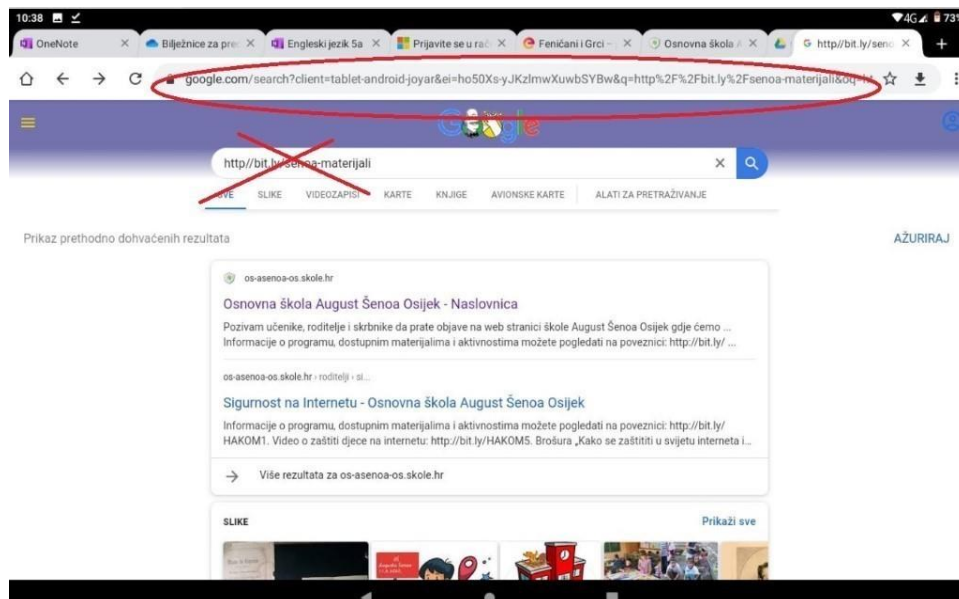 10:38
4G 73%
OneNote
Bilježnice za pre
Engleski jezik 5a
Prijavite se u rač
Feničani i Grci -
Osnovna škola A
http//bit.ly/seno
google.com/search?client=tablet-android-joyar&ei=ho50Xs-yJKzlmwXuwbSYBw&q=http%2F%2Fbit.ly%2Fsenoa-materijali&oq=ht
Google
http//bit.ly/senoa-materijali
SVE SLIKE VIDEOZAPISI KARTE KNJIGE AVIONSKE KARTE ALATI ZA PRETRAŽIVANJE
Prikaz prethodno dohvaćenih rezultata
AŽURIRAJ
os-asenoa-os.skole.hr
Osnovna škola August Šenoa Osijek - Naslovnica
Pozivam učenike, roditelje i skrbnike da prate objave na web stranici škole August Šenoa Osijek gdje ćemo ...
Informacije o programu, dostupnim materijalima i aktivnostima možete pogledati na poveznici: http://bit.ly/ ...
os-asenoa-os.skole.hr › roditelji › si...
Sigurnost na Internetu - Osnovna škola August Šenoa Osijek
Informacije o programu, dostupnim materijalima i aktivnostima možete pogledati na poveznici: http://bit.ly/
HAKOM1. Video o zaštiti djece na internetu: http://bit.ly/HAKOM5. Brošura „Kako se zaštititi u svijetu interneta i...
Više rezultata za os-asenoa-os.skole.hr
SLIKE
Prikaži sve